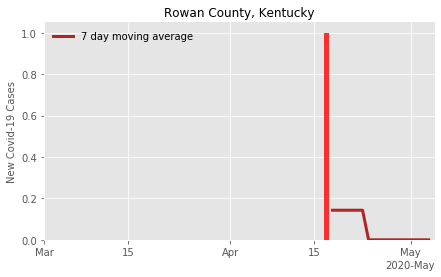 Rowan County, Kentucky
7 day moving average
New Covid-19 Cases
1.0
0.8
0.6
0.4
0.2
0.0
Mar 15 Apr 15 May
2020-May